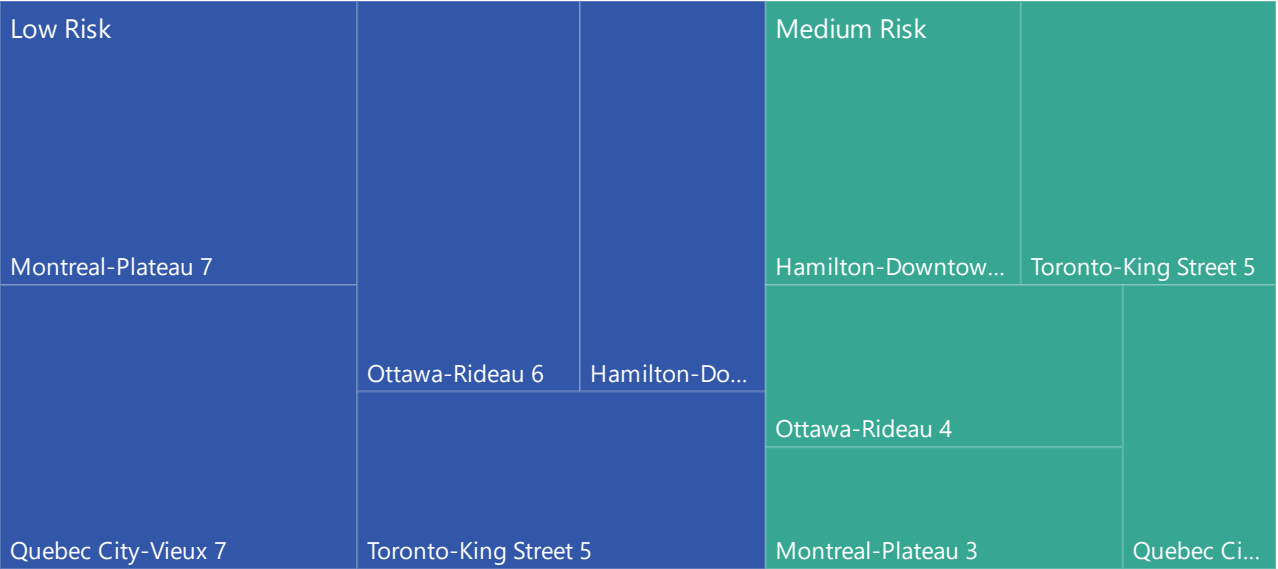 Low Risk
Montreal-Plateau 7
Quebec City-Vieux 7
Ottawa-Rideau 6
Hamilton-Do...
Toronto-King Street 5
Medium Risk
Hamilton-Downtow...
Toronto-King Street 5
Ottawa-Rideau 4
Montreal-Plateau 3
Quebec Ci...